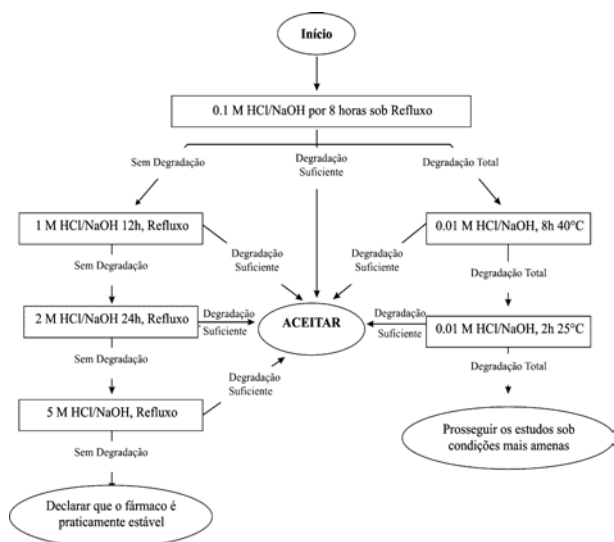 Início
0.1 M HCl/NaOH por 8 horas sob Refluxo
Sem Degradação
Degradação
Suficiente
Degradação Total
1 M HCl/NaOH 12h, Refluxo
0.01 M HCl/NaOH, 8h 40°C
Sem Degradação
Degradação
Suficiente
Degradação
Suficiente
Degradação Total
2 M HCl/NaOH 24h, Refluxo
Degradação
Suficiente
ACEITAR
Degradação
Suficiente
0.01 M HCl/NaOH, 2h 25°C
Sem Degradação
Degradação
Suficiente
Degradação Total
5 M HCl/NaOH, Refluxo
Prosseguir os estudos sob
condições mais amenas
Sem Degradação
Declarar que o fármaco é
praticamente estável